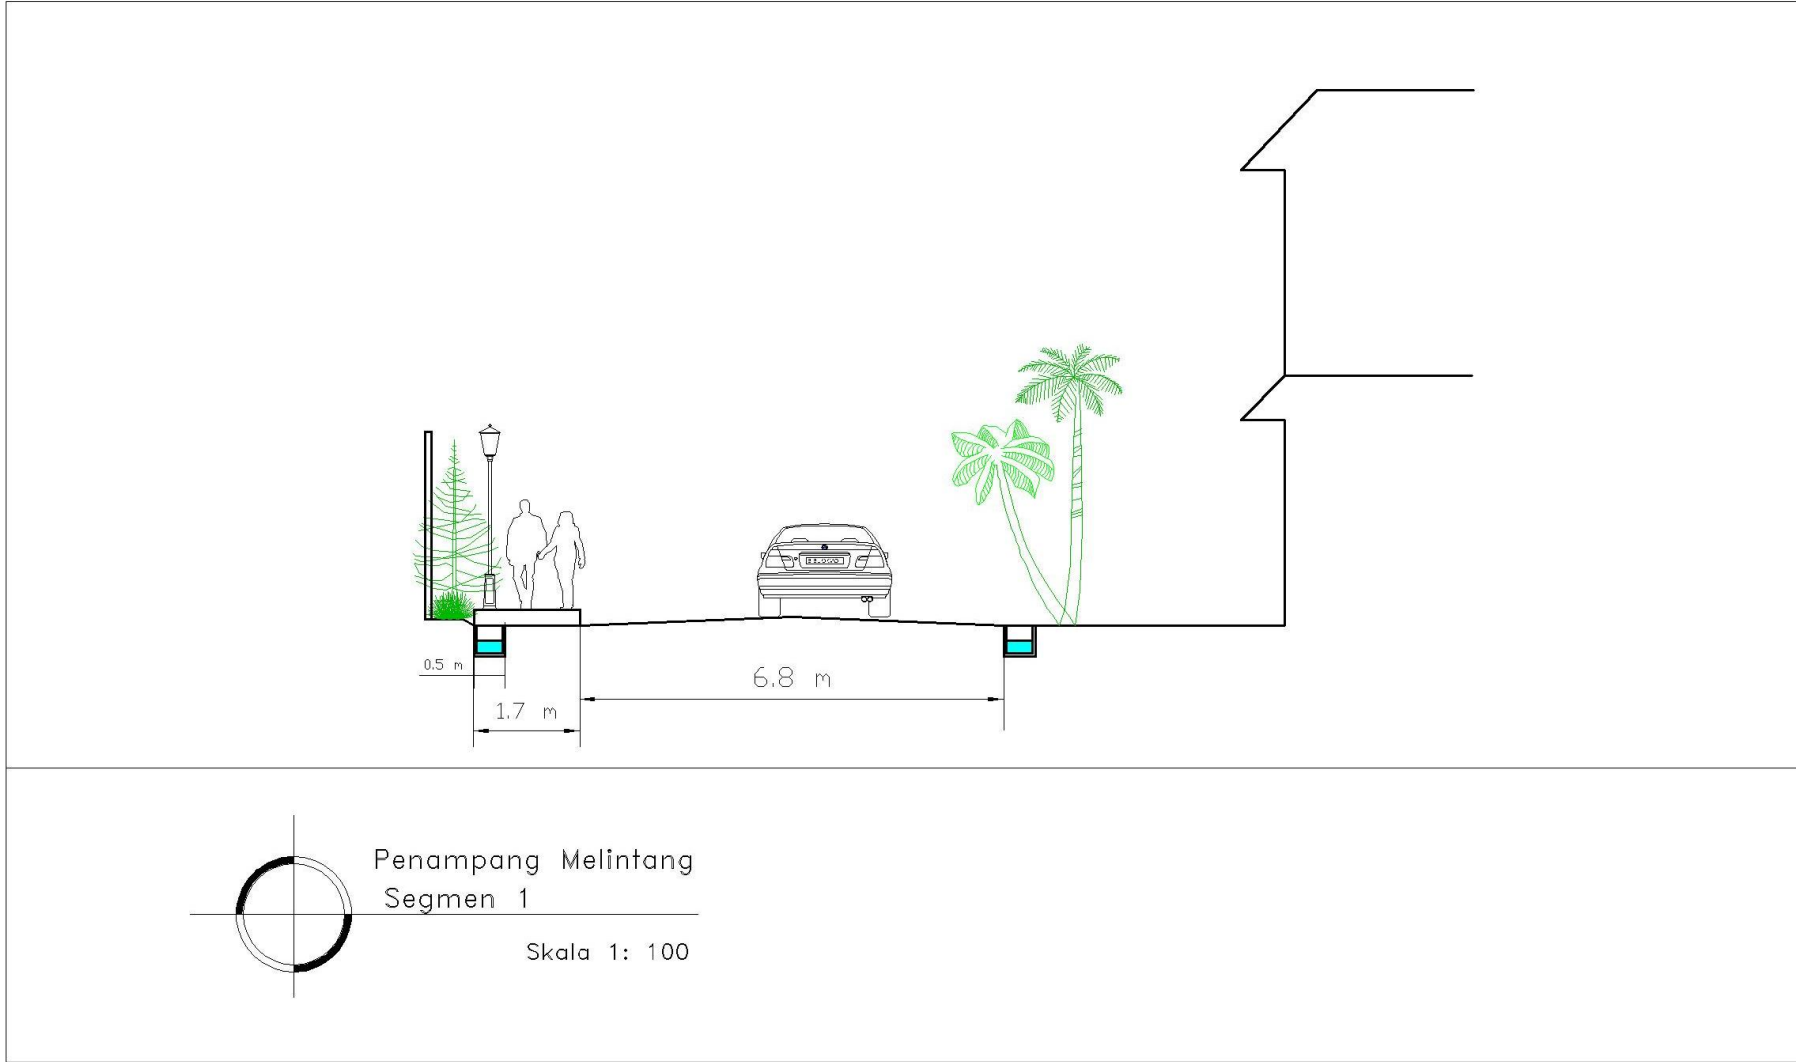 0.5 m
6.8 m
1.7 m
Penampang Melintang
Segmen 1
Skala 1: 100